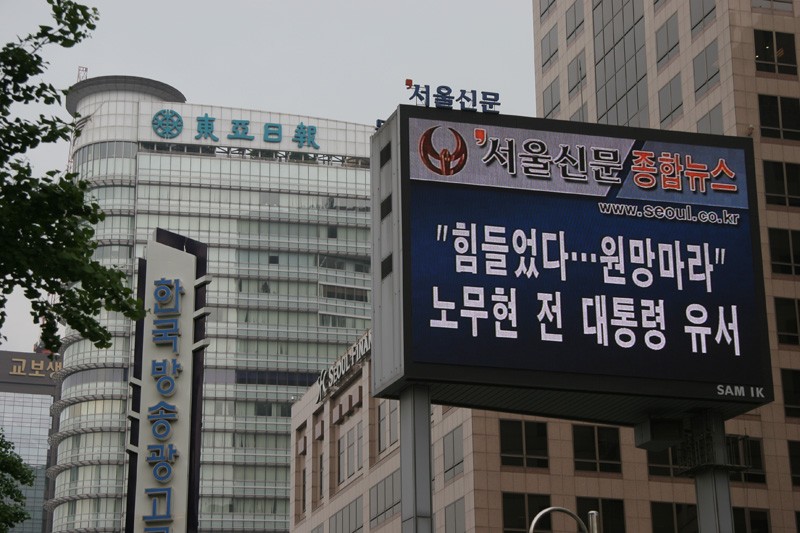 東亞日報
'서울신문
'서울신문 종합뉴스
www.seoul.co.kr
"힘들었다…원망마라"
노무현 전 대통령 유서
SAM IK
한국방송광고
교보생
SEOUL FINAN